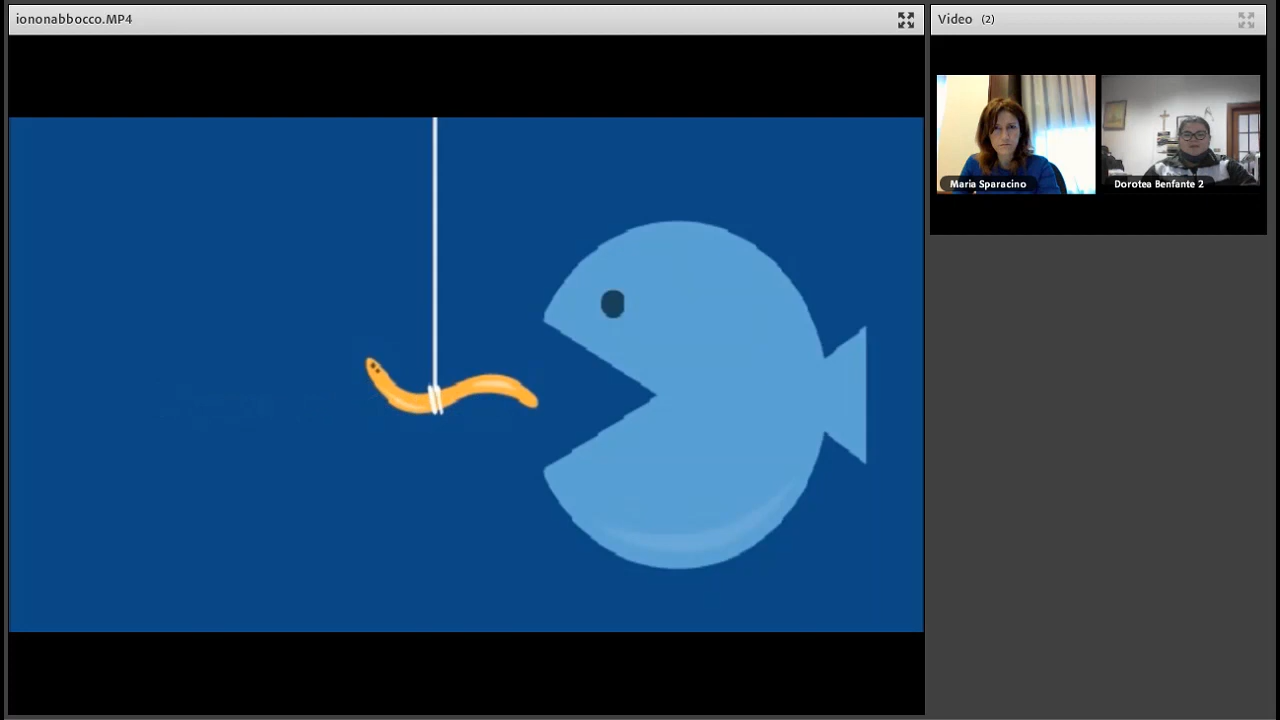 iononabbocco.MP4
Video (2)
Maria Sparacino
Dorotea Benfante 2